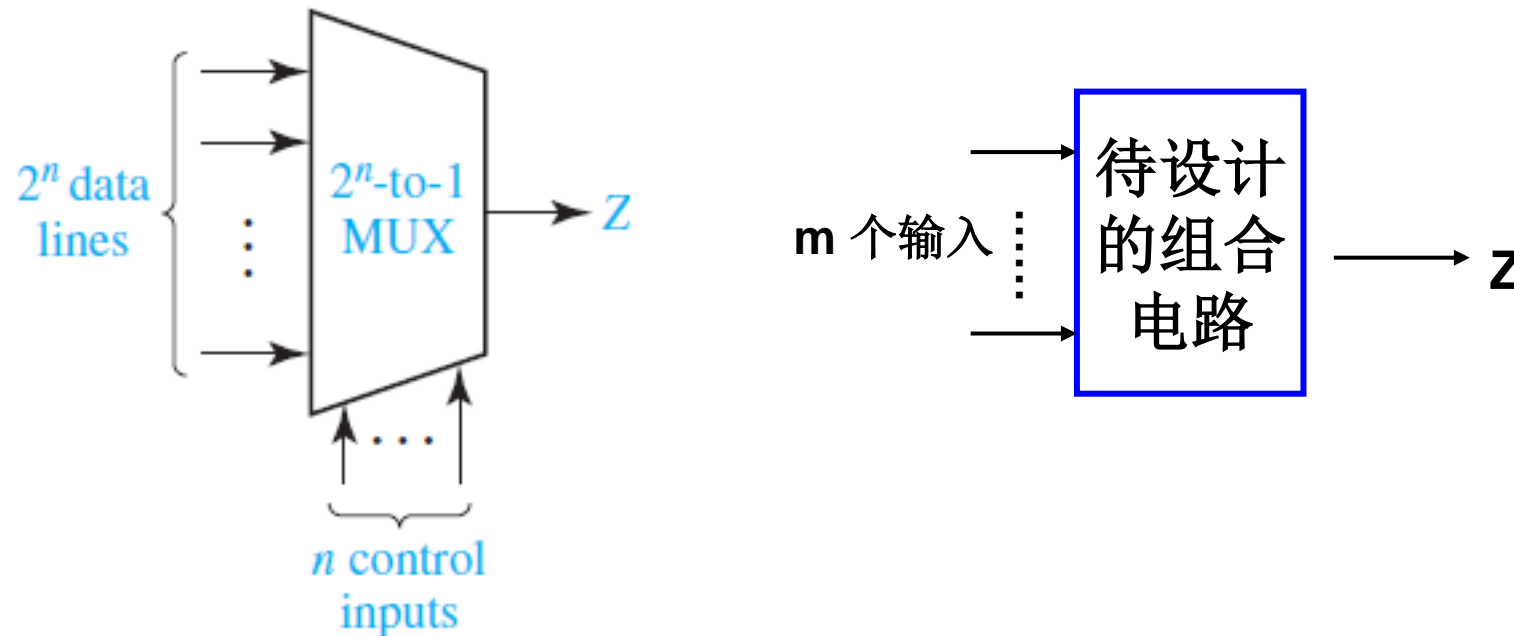 2ⁿ data
lines
2ⁿ-to-1
MUX
Z
n control
inputs
m 个输入
待设计
的组合
电路
Z